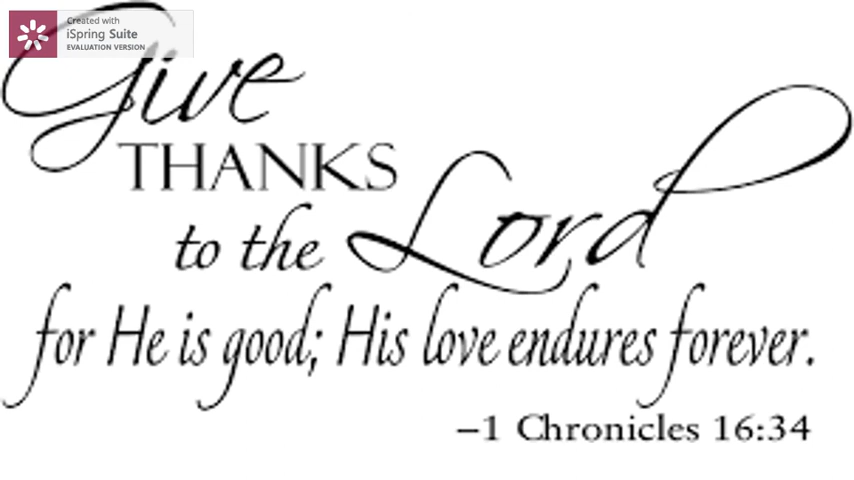 Created with
iSpring Suite
EVALUATION VERSION
Give
THANKS
to the Lord
for He is good; His love endures forever.
–1 Chronicles 16:34